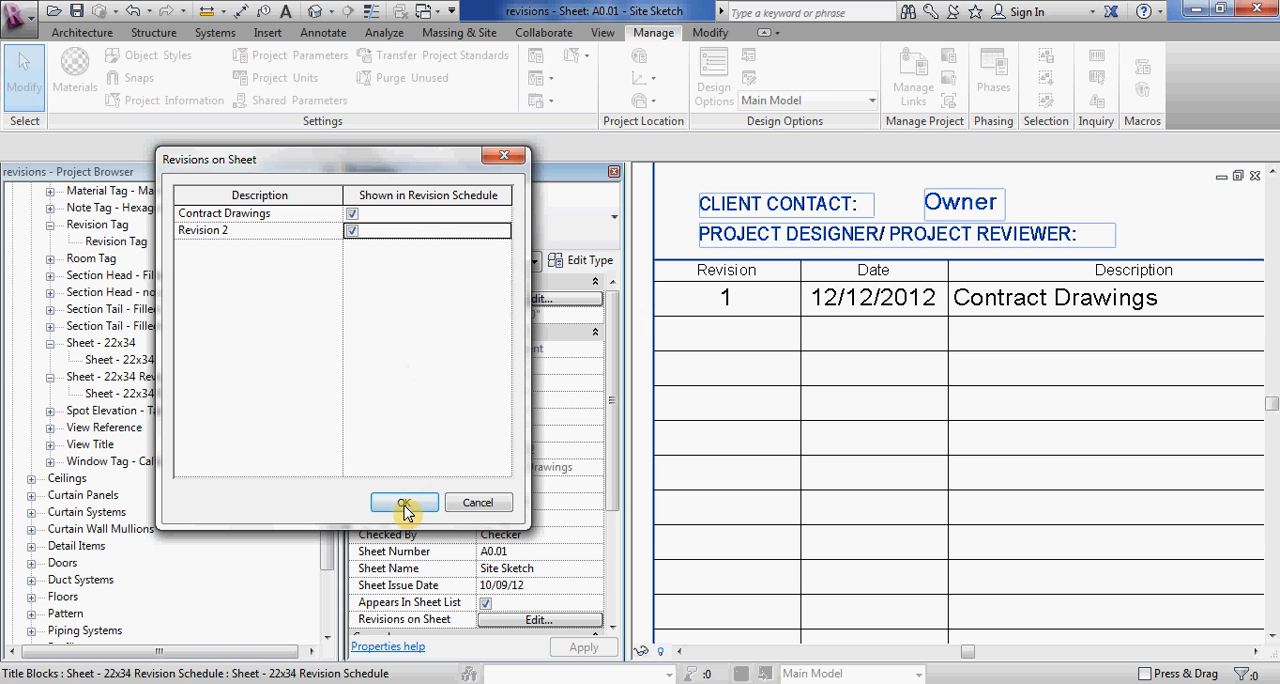 revisions - Sheet: A0.01 - Site Sketch
Type a keyword or phrase
Sign In
Architecture Structure Systems Insert Annotate Analyze Massing & Site Collaborate View Manage Modify
Modify
Materials
Object Styles
Snaps
Project Information
Project Parameters
Project Units
Shared Parameters
Transfer Project Standards
Purge Unused
Design
Options
Main Model
Manage
Links
Phases
Select Settings Project Location Design Options Manage Project Phasing Selection Inquiry Macros
revisions - Project Browser
Material Tag - Ma
Note Tag - Hexag
Revision Tag
Revision Tag
Room Tag
Section Head - Fil
Section Head - no
Section Tail - Fille
Section Tail - Fille
Sheet - 22x34
Sheet - 22x34
Sheet - 22x34 Rev
Sheet - 22x34
Spot Elevation - T
View Reference
View Title
Window Tag - Cal
Ceilings
Curtain Panels
Curtain Systems
Curtain Wall Mullions
Detail Items
Doors
Duct Systems
Floors
Pattern
Piping Systems
Revisions on Sheet
Description Shown in Revision Schedule
Contract Drawings
Revision 2
OK Cancel
Edit Type
dit...
rawings
Checked By Checker
Sheet Number A0.01
Sheet Name Site Sketch
Sheet Issue Date 10/09/12
Appears In Sheet List
Revisions on Sheet Edit...
Properties help Apply
CLIENT CONTACT: Owner
PROJECT DESIGNER/ PROJECT REVIEWER:
Revision Date Description
1 12/12/2012 Contract Drawings
Title Blocks : Sheet - 22x34 Revision Schedule : Sheet - 22x34 Revision Schedule
:0
Main Model
Press & Drag
:0